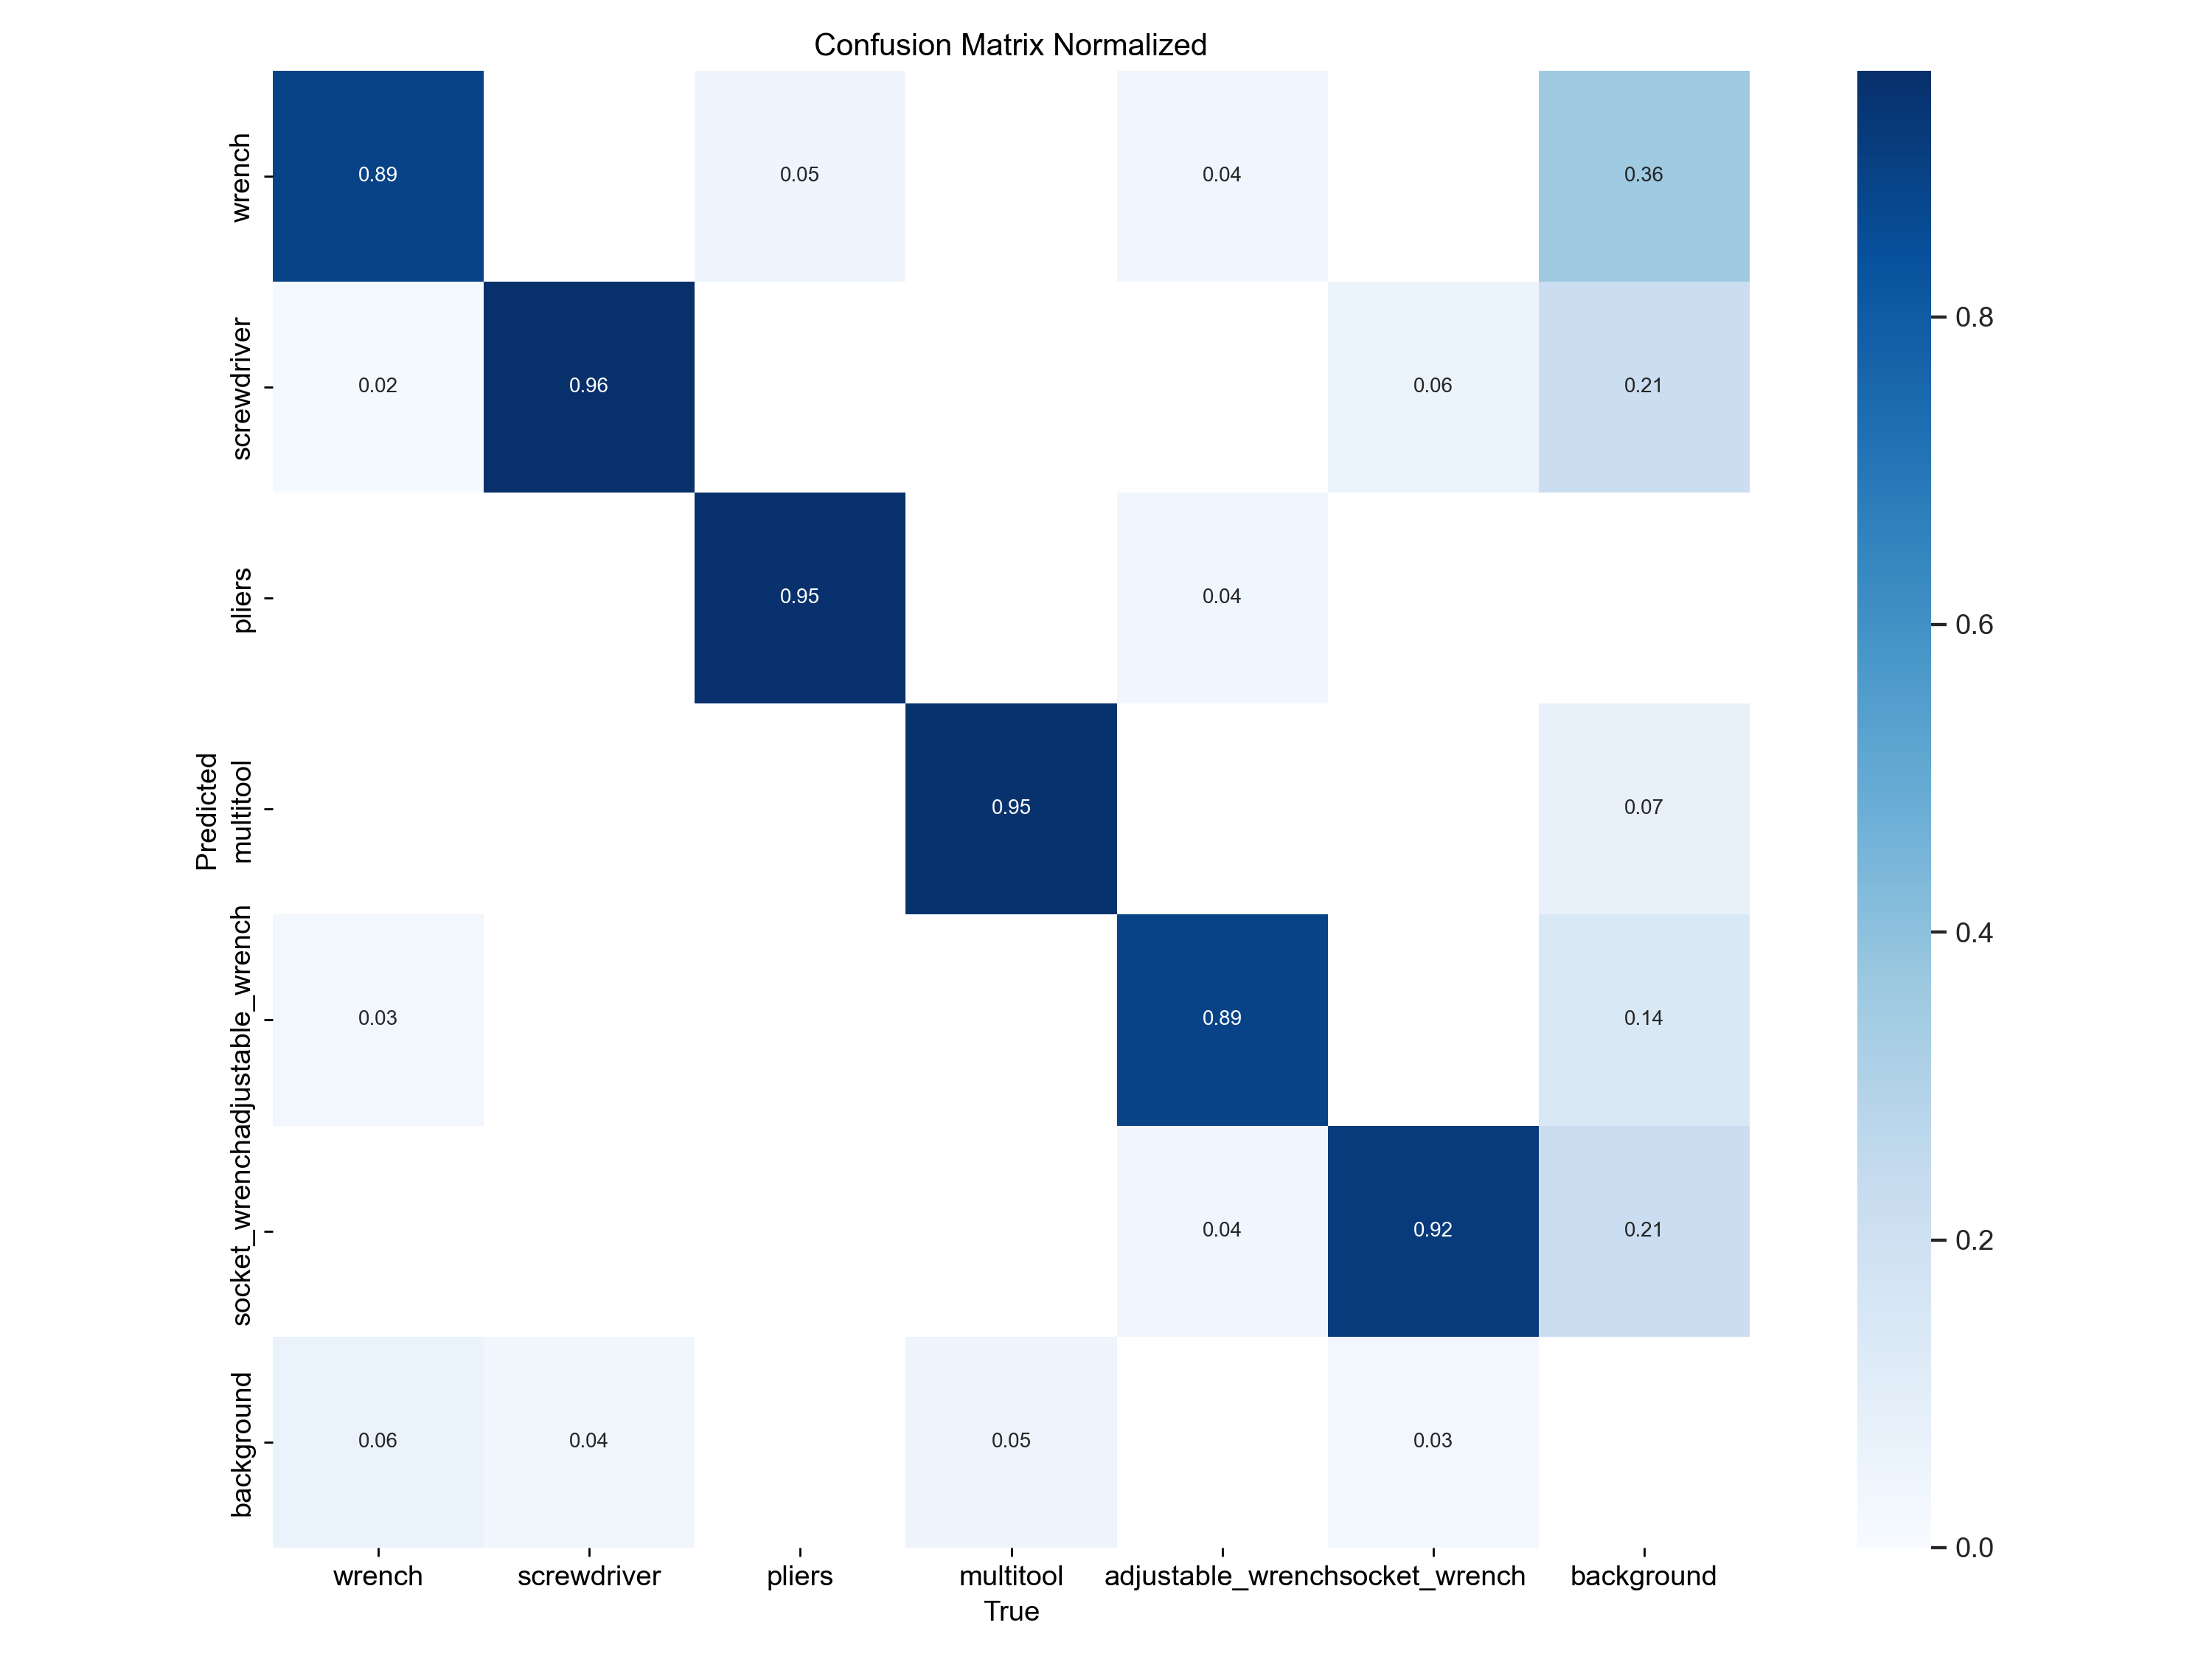 Confusion Matrix Normalized
wrench
0.89
0.05
0.04
0.36
screwdriver
0.02
0.96
0.06
0.21
0.8
pliers
0.95
0.04
0.6
Predicted
multitool
0.95
0.07
0.4
adjustable_wrench
0.03
0.89
0.14
socket_wrench
0.04
0.92
0.21
0.2
background
0.06
0.04
0.05
0.03
0.0
wrench
screwdriver
pliers
multitool
adjustable_wrench
socket_wrench
background
True